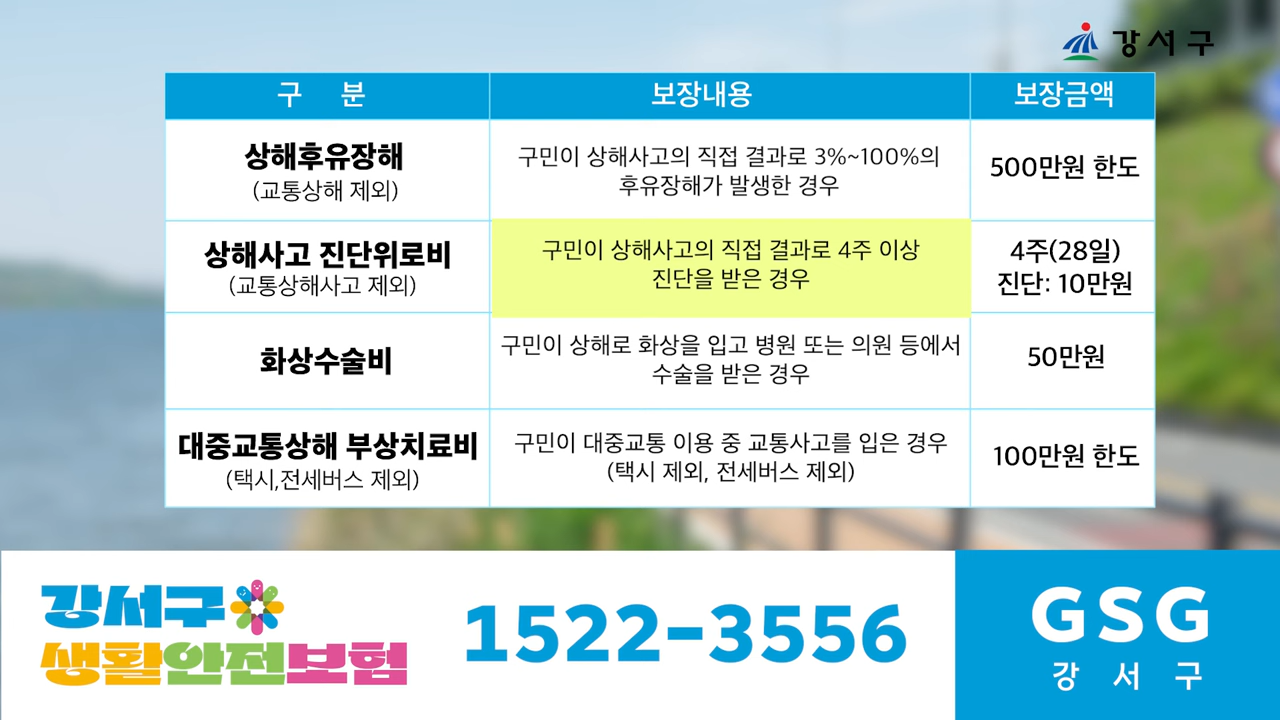 강서구
구 분
보장내용
보장금액
상해후유장해
(교통상해 제외)
구민이 상해사고의 직접 결과로 3%~100%의
후유장해가 발생한 경우
500만원 한도
상해사고 진단위로비
(교통상해사고 제외)
구민이 상해사고의 직접 결과로 4주 이상
진단을 받은 경우
4주(28일)
진단: 10만원
화상수술비
구민이 상해로 화상을 입고 병원 또는 의원 등에서
수술을 받은 경우
50만원
대중교통상해 부상치료비
(택시,전세버스 제외)
구민이 대중교통 이용 중 교통사고를 입은 경우
(택시 제외, 전세버스 제외)
100만원 한도
강서구
생활안전보험
1522-3556
GSG
강 서 구